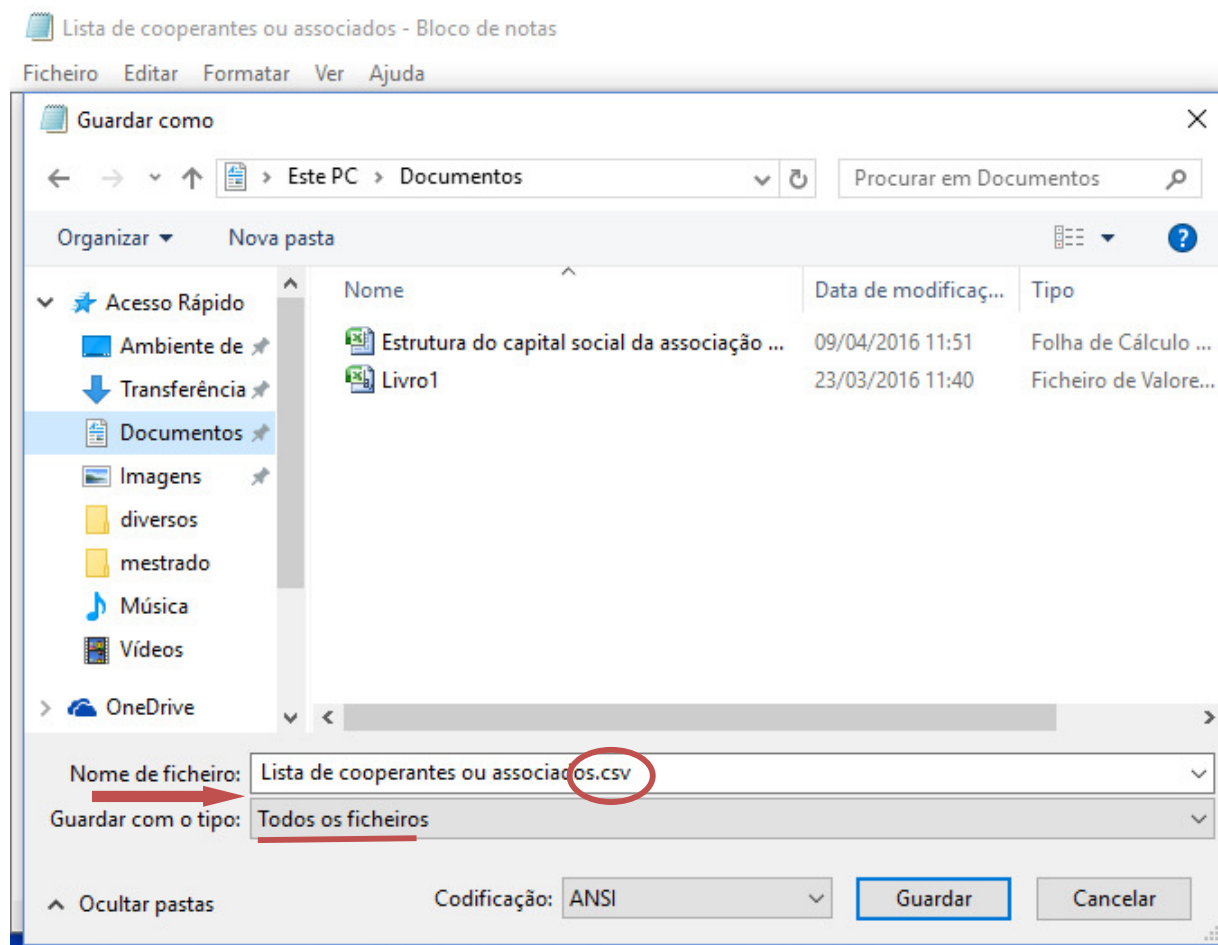 Lista de cooperantes ou associados - Bloco de notas
Ficheiro Editar Formatar Ver Ajuda
Guardar como
Este PC > Documentos
Procurar em Documentos
Organizar Nova pasta
?
Nome Data de modificaç... Tipo
Acesso Rápido
Ambiente de
Transferência
Documentos
Imagens
diversos
mestrado
Música
Vídeos
OneDrive
Estrutura do capital social da associação ... 09/04/2016 11:51 Folha de Cálculo ...
Livro1 23/03/2016 11:40 Ficheiro de Valore...
Nome de ficheiro: Lista de cooperantes ou associados.csv
Guardar com o tipo: Todos os ficheiros
Ocultar pastas Codificação: ANSI Guardar Cancelar